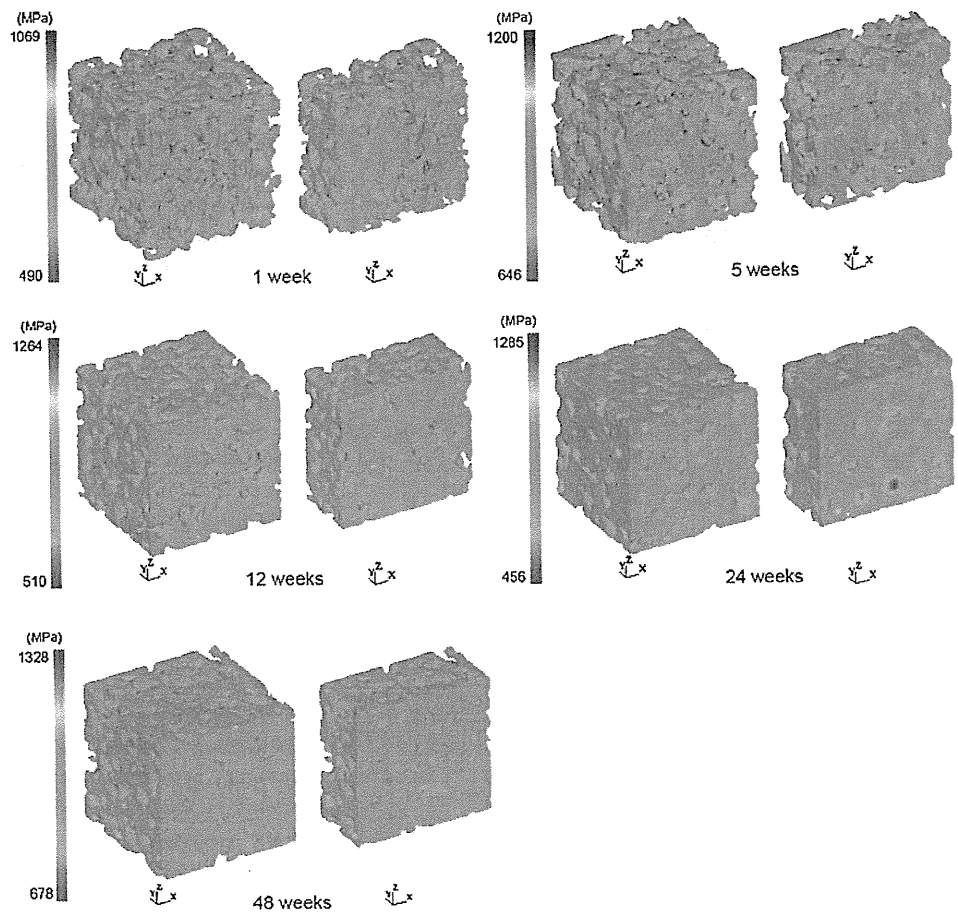 (MPa)
1069
490
Z
Y X
Z
Y X
1 week
(MPa)
1200
646
Z
Y X
Z
Y X
5 weeks
(MPa)
1264
510
Z
Y X
Z
Y X
12 weeks
(MPa)
1285
456
Z
Y X
Z
Y X
24 weeks
(MPa)
1328
678
Z
Y X
Z
Y X
48 weeks